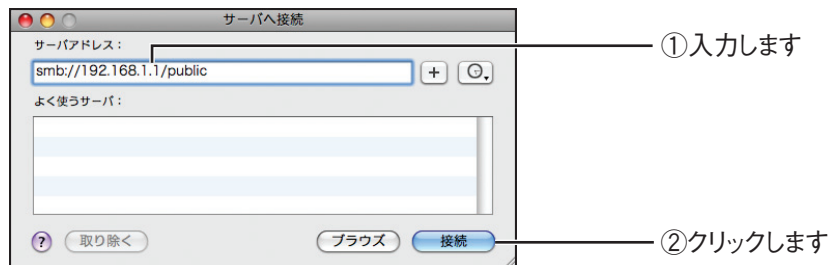 サーバへ接続
サーバアドレス：
①入力します
smb://192.168.1.1/public
よく使うサーバ：
? 取り除く ブラウズ 接続
②クリックします